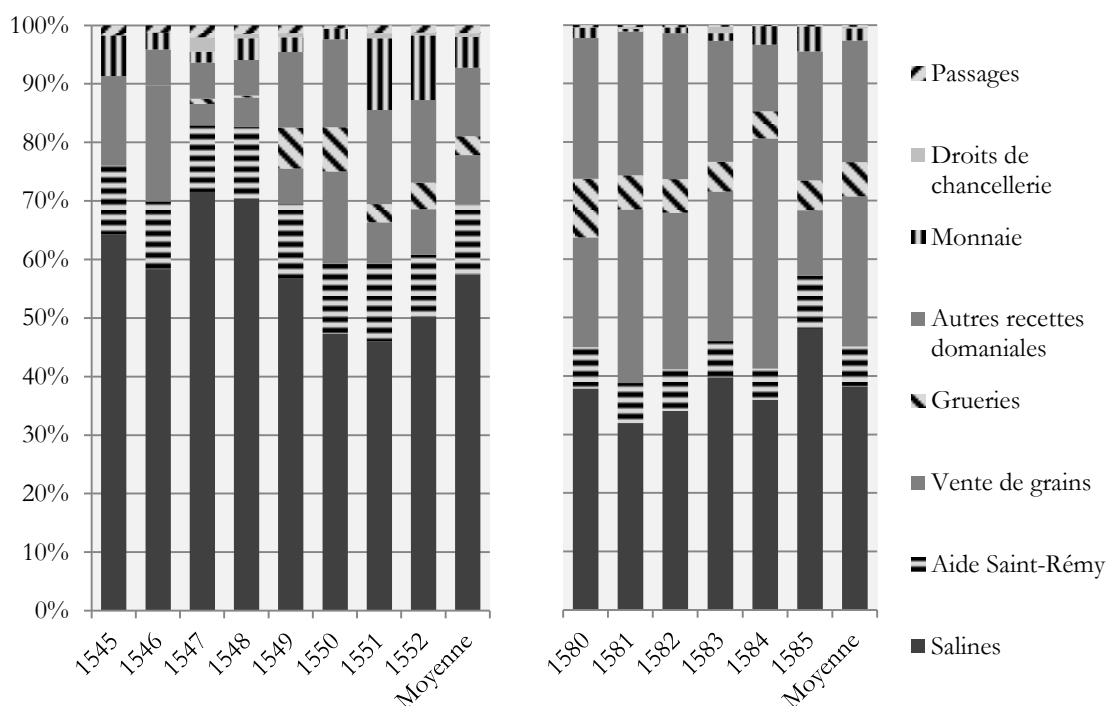 100%
90%
80%
70%
60%
50%
40%
30%
20%
10%
0%
1545
1546
1547
1548
1549
1550
1551
1552
Moyenne
1580
1581
1582
1583
1584
1585
Moyenne
Passages
Droits de
chancellerie
Monnaie
Autres recettes
domaniales
Grueries
Vente de grains
Aide Saint-Rémy
Salines